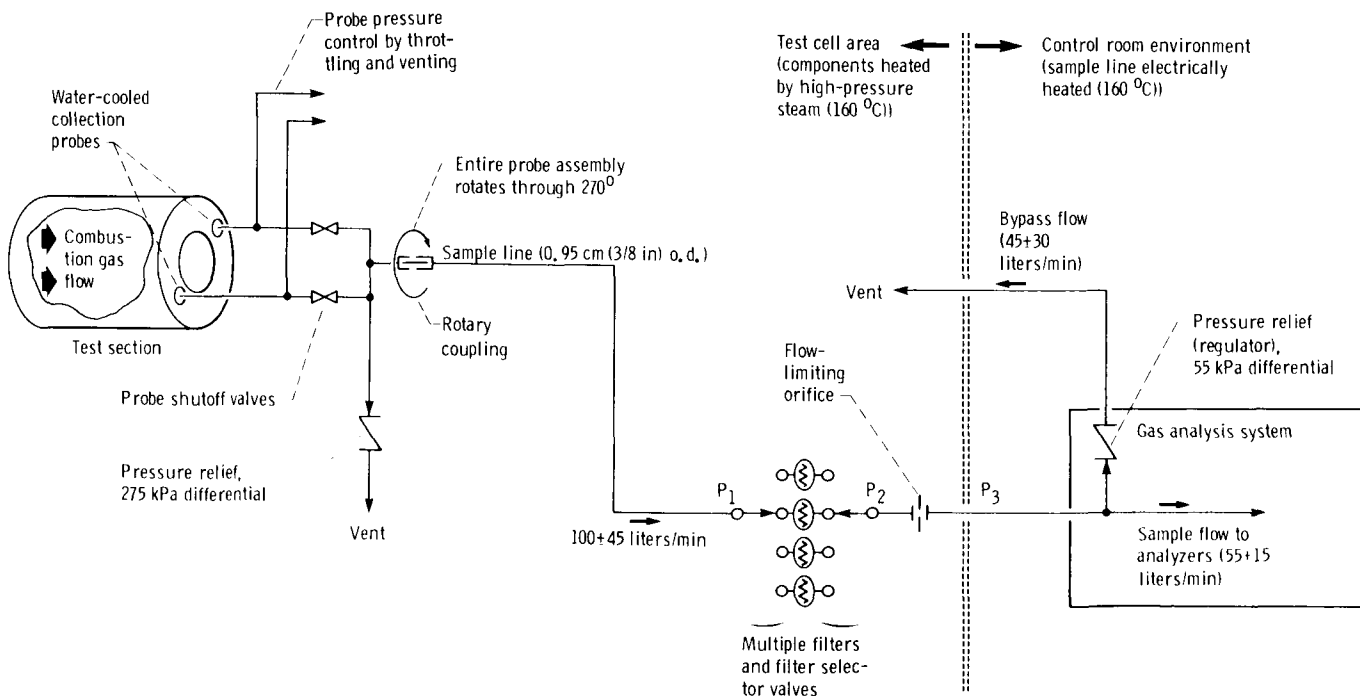 Probe pressure
control by throt-
tling and venting
Water-cooled
collection
probes
Combus-
tion gas
flow
Test section
Probe shutoff valves
Pressure relief,
275 kPa differential
Vent
Entire probe assembly
rotates through 270⁰
Sample line (0.95 cm (3/8 in) o.d.)
Rotary
coupling
100±45 liters/min
P₁
P₂
Multiple filters
and filter selec-
tor valves
Flow-
limiting
orifice
P₃
Test cell area
(components heated
by high-pressure
steam (160 ⁰C))
Control room environment
(sample line electrically
heated (160 ⁰C))
Bypass flow
(45±30
liters/min)
Vent
Pressure relief
(regulator),
55 kPa differential
Gas analysis system
Sample flow to
analyzers (55±15
liters/min)